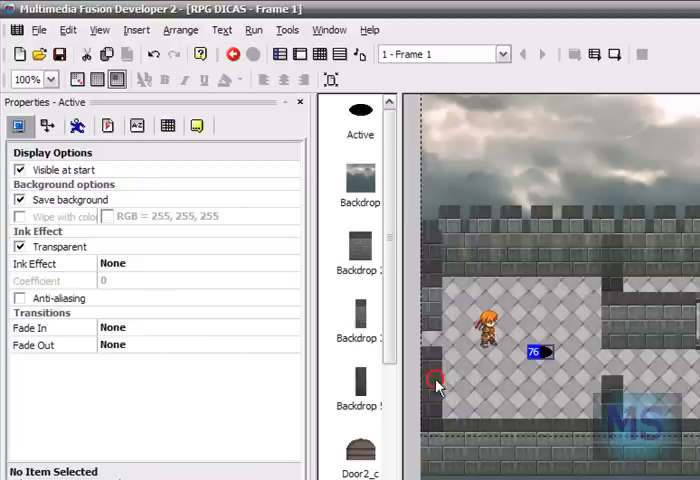 Multimedia Fusion Developer 2 - [RPG DICAS - Frame 1]
File Edit View Insert Arrange Text Run Tools Window Help
1 - Frame 1
100%
Properties - Active
Display Options
Visible at start
Background options
Save background
Wipe with colo RGB = 255, 255, 255
Ink Effect
Transparent
Ink Effect None
Coefficient 0
Anti-aliasing
Transitions
Fade In None
Fade Out None
No Item Selected
Active
Backdrop
Backdrop 2
Backdrop 3
Backdrop 5
Door2_c
76
MS